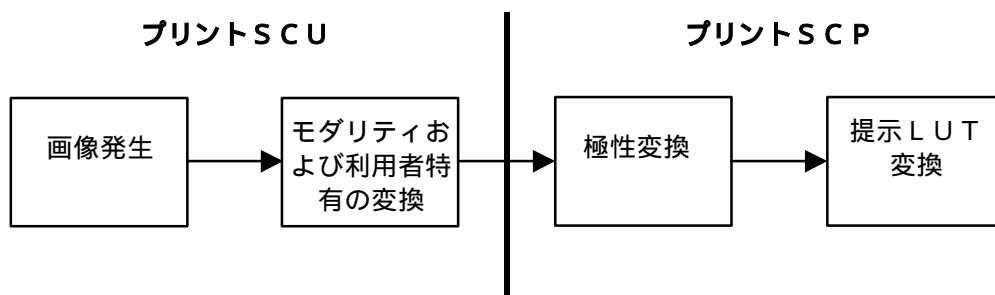 プリントＳＣＵ
プリントＳＣＰ
画像発生
モダリティお
よび利用者特
有の変換
極性変換
提示ＬＵＴ
変換